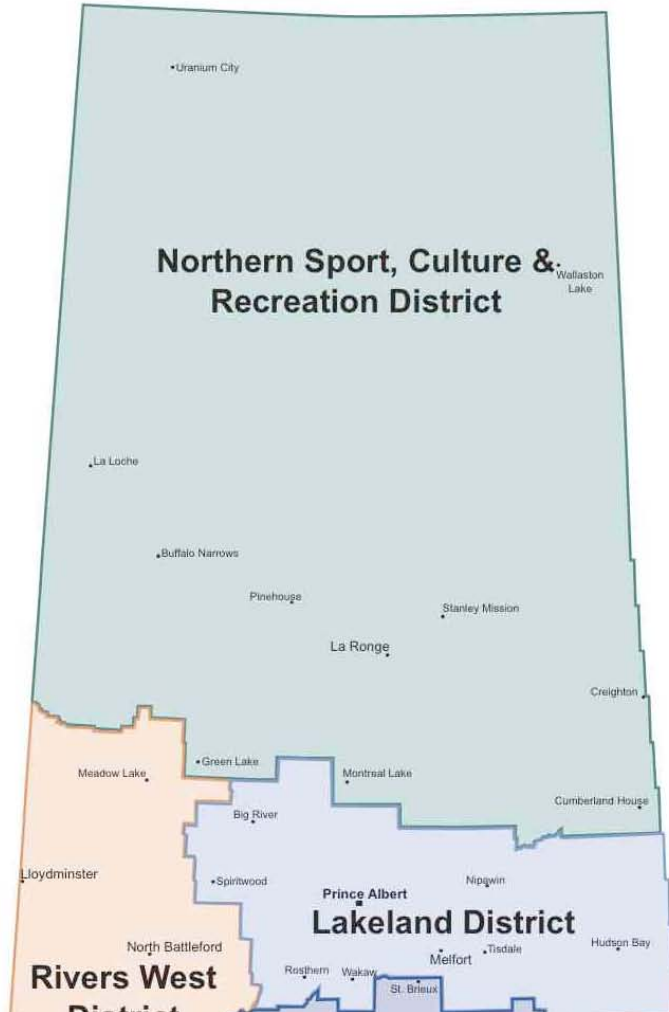 Uranium City
Northern Sport, Culture &
Wallaston
Lake
Recreation District
La Loche
Buffalo Narrows
Pinehouse
Stanley Mission
La Ronge
Creighton
Green Lake
Meadow Lake
Montreal Lake
Cumberland House
Big River
Lloydminster
Spiritwood
Nipawin
Prince Albert
Lakeland District
North Battleford
Hudson Bay
Tisdale
Melfort
Rosthern
Wakaw
Rivers West
St. Brieux
District